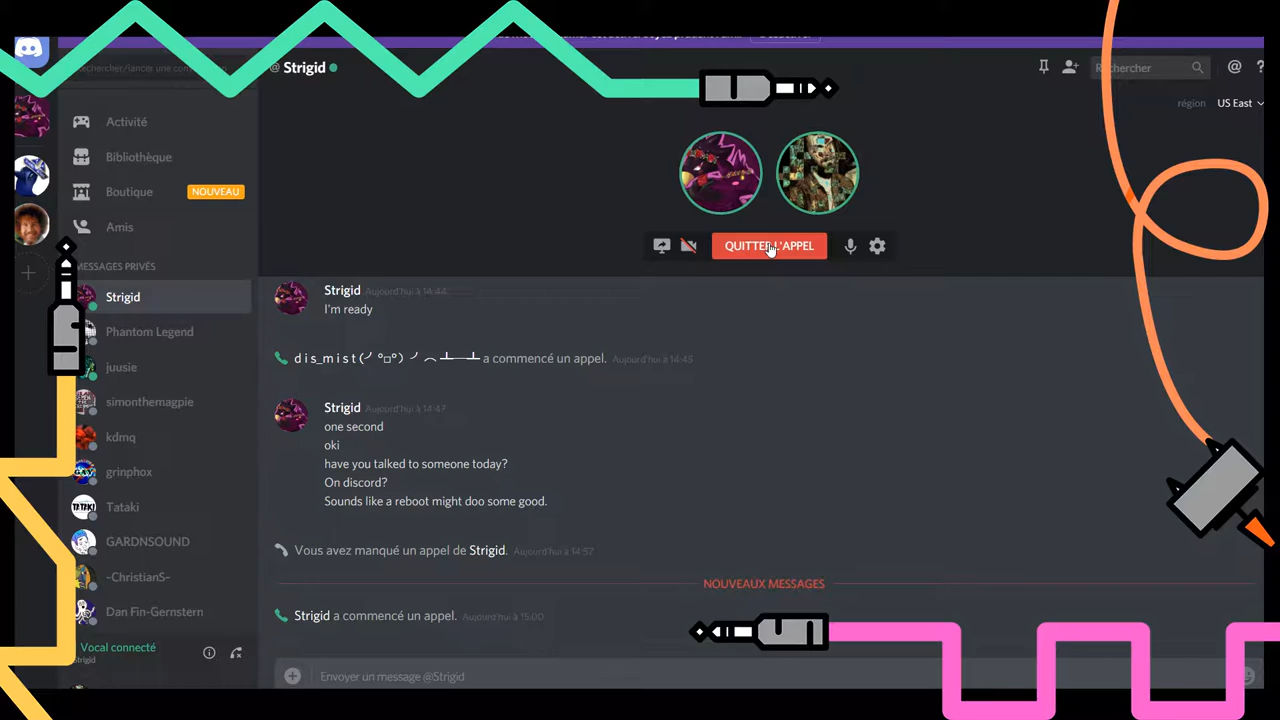 Strigid
Rechercher
région US East
Activité
Bibliothèque
Boutique NOUVEAU
Amis
MESSAGES PRIVÉS
Strigid
Phantom Legend
juusie
simonthemagpie
kdmq
grinphox
Tataki
GARDNSOUND
-ChristianS-
Dan Fin-Gernstern
Vocal connecté
Strigid
QUITTER L'APPEL
Strigid Aujourd'hui à 14:44
I'm ready
d i s_m i s t (╯°□°) ╯ ︵ ┻━┻ a commencé un appel. Aujourd'hui à 14:45
Strigid Aujourd'hui à 14:47
one second
oki
have you talked to someone today?
On discord?
Sounds like a reboot might doo some good.
Vous avez manqué un appel de Strigid. Aujourd'hui à 14:57
NOUVEAUX MESSAGES
Strigid a commencé un appel. Aujourd'hui à 15:00
Envoyer un message @Strigid